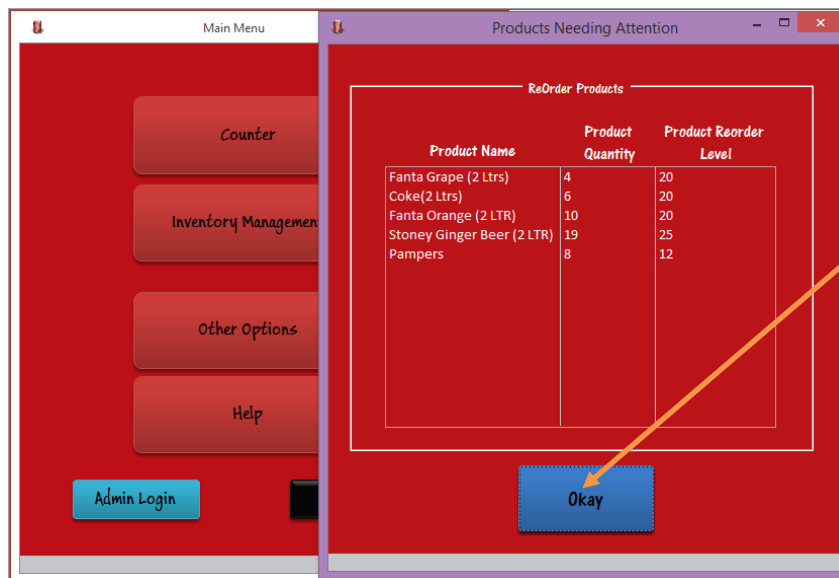 Main Menu
Counter
Inventory Managemen
Other Options
Help
Admin Login
Products Needing Attention
ReOrder Products
Product Name
Product Quantity
Product Reorder Level
Fanta Grape (2 Ltrs) 4 20
Coke(2 Ltrs) 6 20
Fanta Orange (2 LTR) 10 20
Stoney Ginger Beer (2 LTR) 19 25
Pampers 8 12
Okay